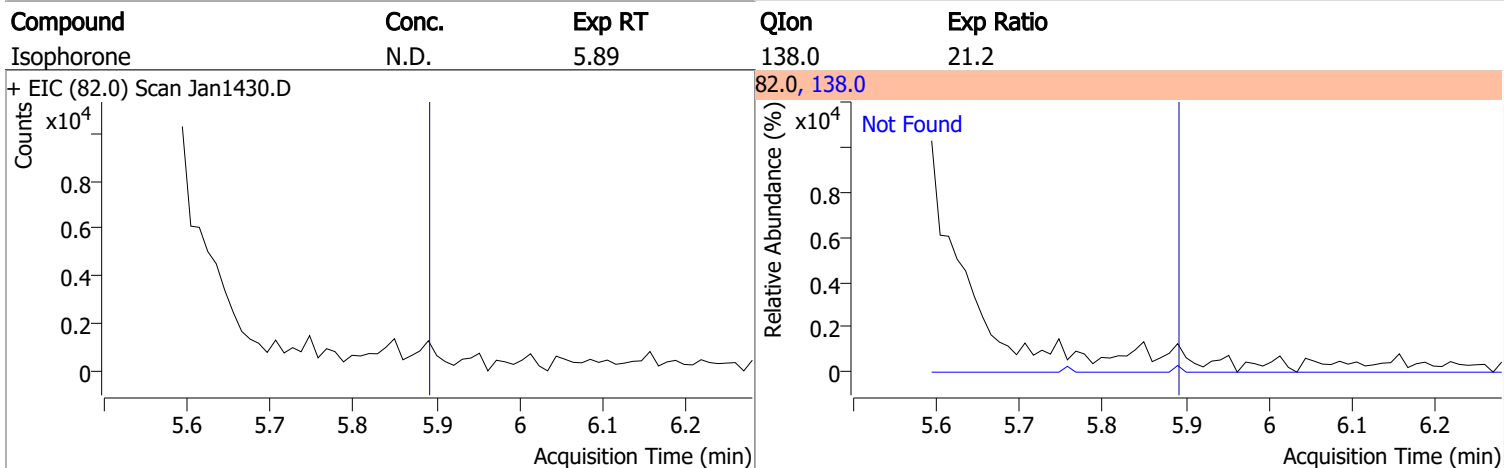 Compound Conc. Exp RT QIon Exp Ratio
Isophorone N.D. 5.89 138.0 21.2
+ EIC (82.0) Scan Jan1430.D
Counts
x10⁴
0.8
0.6
0.4
0.2
0
5.6 5.7 5.8 5.9 6 6.1 6.2
Acquisition Time (min)
82.0, 138.0
Relative Abundance (%)
x10⁴
Not Found
0.8
0.6
0.4
0.2
0
5.6 5.7 5.8 5.9 6 6.1 6.2
Acquisition Time (min)